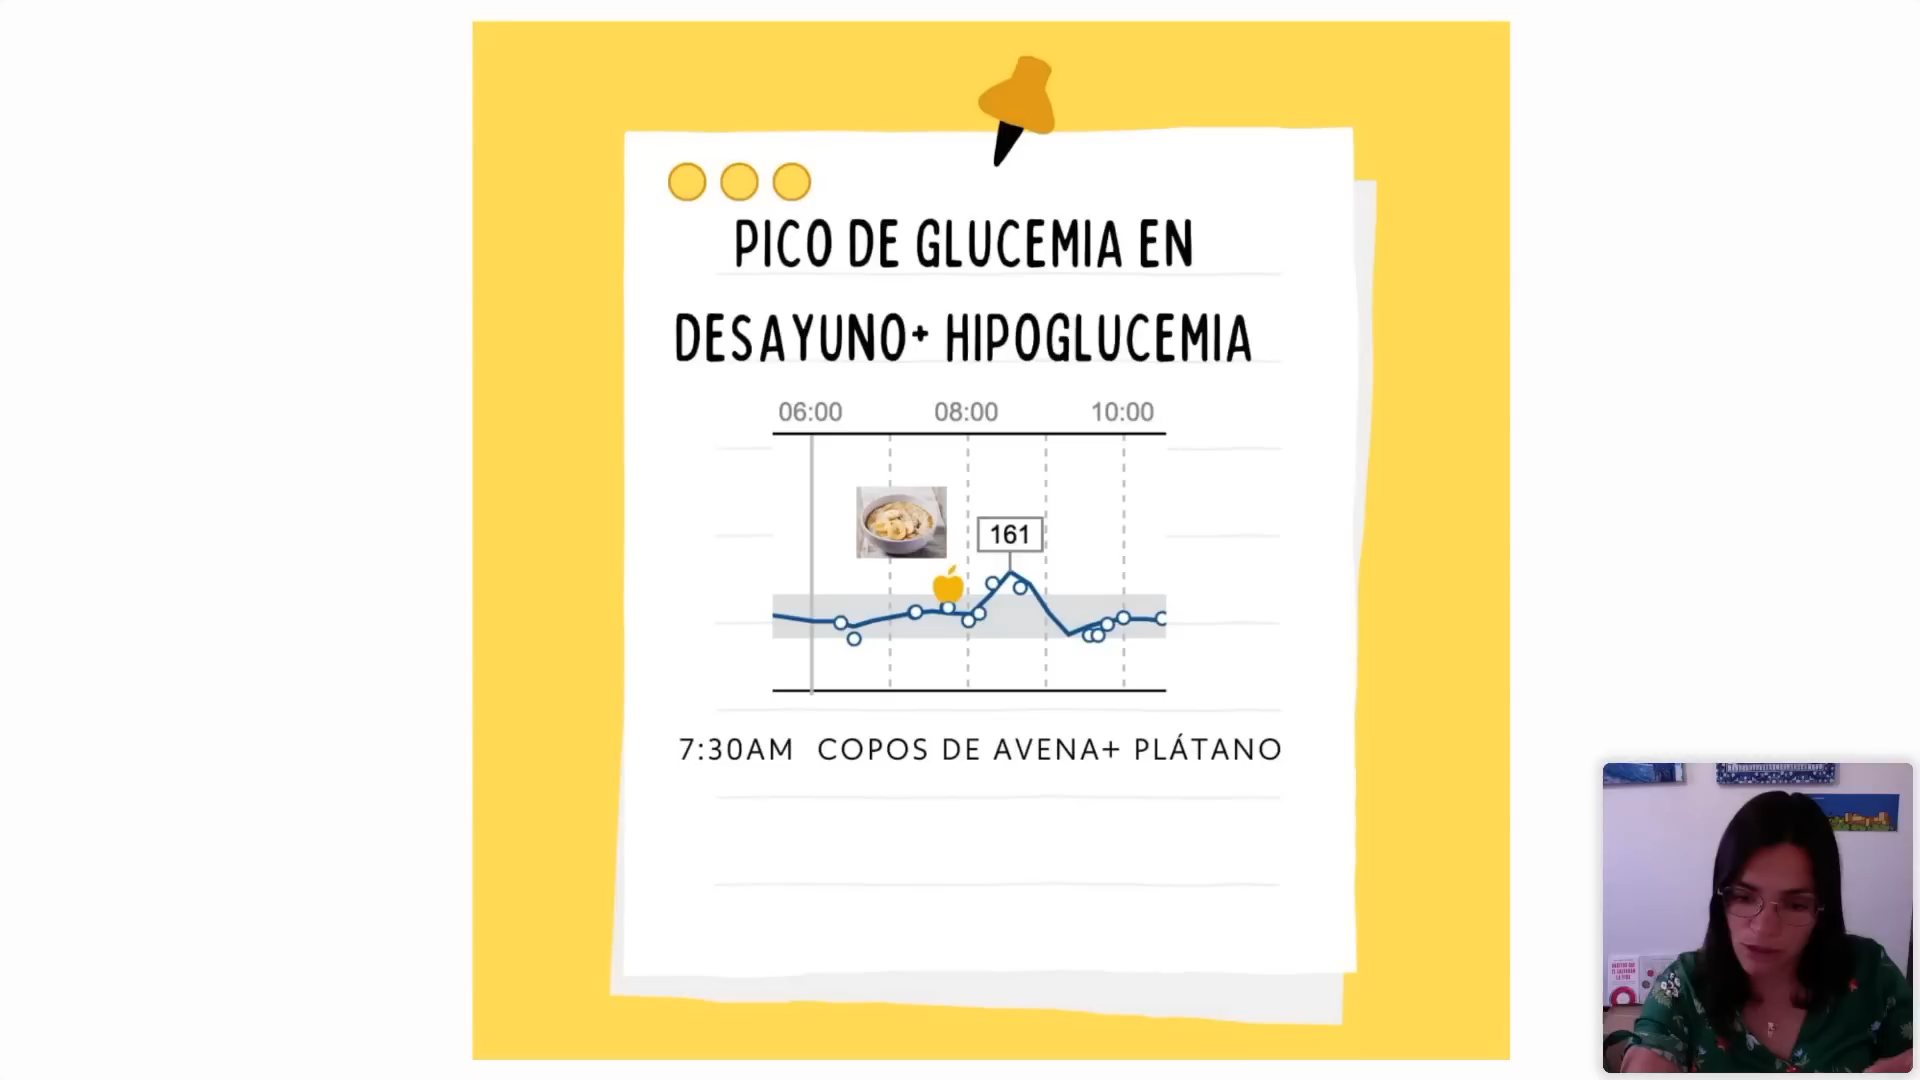 PICO DE GLUCEMIA EN
DESAYUNO+ HIPOGLUCEMIA
06:00 08:00 10:00
161
7:30AM COPOS DE AVENA+ PLÁTANO